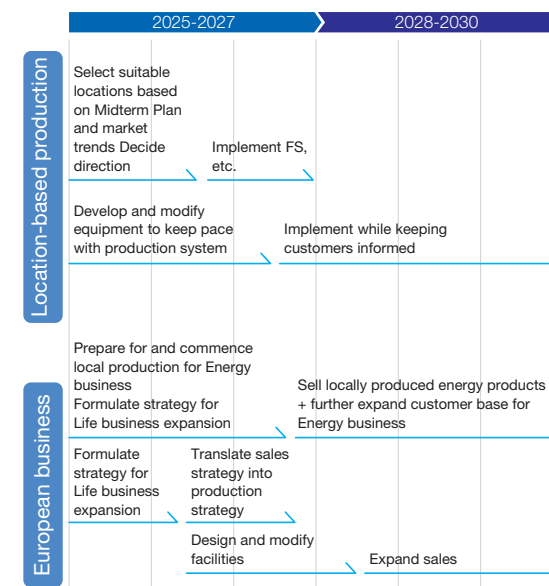 2025-2027
2028-2030
Location-based production
Select suitable
locations based
on Midterm Plan
and market
trends Decide
direction
Implement FS,
etc.
Develop and modify
equipment to keep pace
with production system
Implement while keeping
customers informed
European business
Prepare for and commence
local production for Energy
business
Formulate strategy for
Life business expansion
Sell locally produced energy products
+ further expand customer base for
Energy business
Formulate
strategy for
Life business
expansion
Translate sales
strategy into
production
strategy
Design and modify
facilities
Expand sales